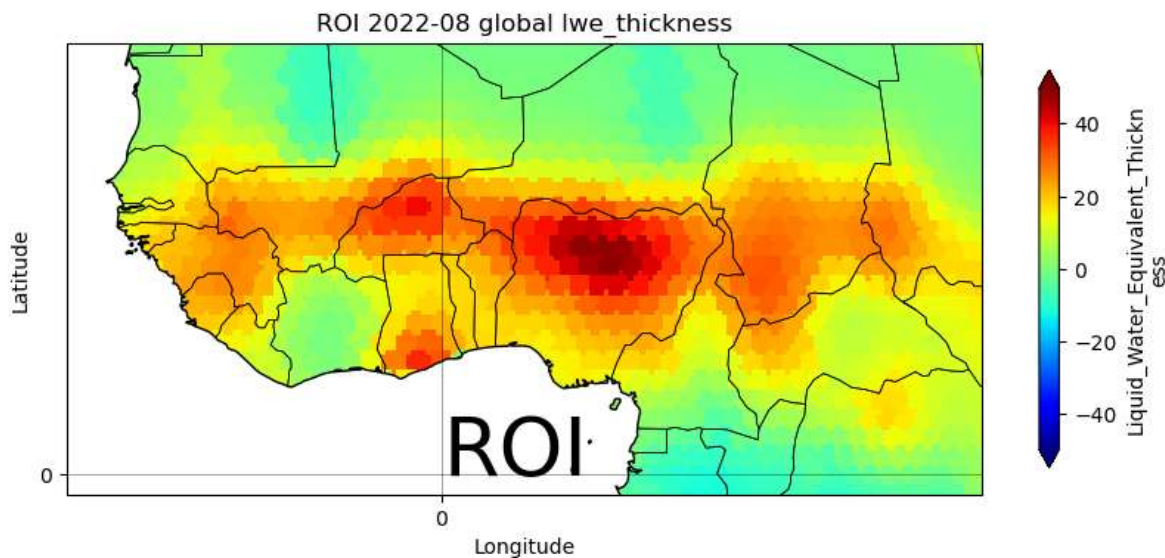 ROI 2022-08 global lwe_thickness
Latitude
0
ROI
0
Longitude
40
20
0
−20
−40
Liquid_Water_Equivalent_Thickn
ess